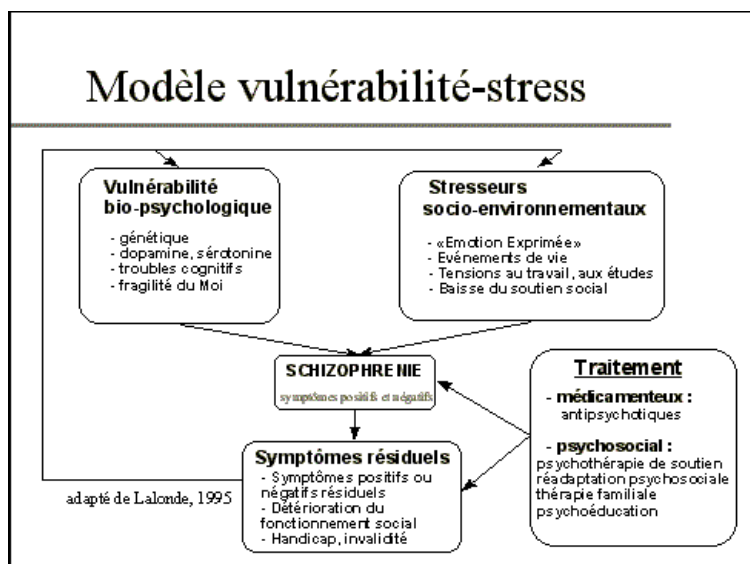 Modèle vulnérabilité-stress
Vulnérabilité
bio-psychologique
- génétique
- dopamine, sérotonine
- troubles cognitifs
- fragilité du Moi
Stresseurs
socio-environnementaux
- «Emotion Exprimée»
- Evénements de vie
- Tensions au travail, aux études
- Baisse du soutien social
SCHIZOPHRENIE
symptômes positifs et négatifs
Traitement
- médicamenteux :
antipsychotiques
- psychosocial :
psychothérapie de soutien
réadaptation psychosociale
thérapie familiale
psychoéducation
Symptômes résiduels
- Symptômes positifs ou
négatifs résiduels
- Détérioration du
fonctionnement social
- Handicap, invalidité
adapté de Lalonde, 1995